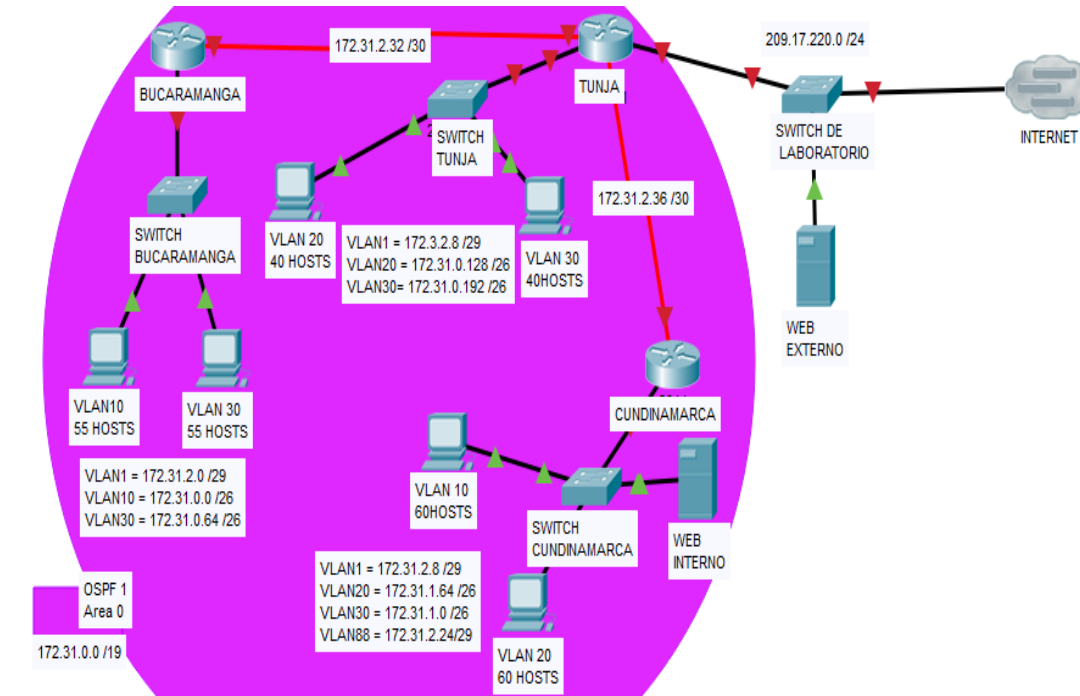 172.31.2.32 /30
209.17.220.0 /24
BUCARAMANGA
TUNJA
INTERNET
SWITCH
TUNJA
SWITCH DE
LABORATORIO
172.31.2.36 /30
SWITCH
BUCARAMANGA
VLAN 20
40 HOSTS
VLAN1 = 172.3.2.8 /29
VLAN20 = 172.31.0.128 /26
VLAN30= 172.31.0.192 /26
VLAN 30
40HOSTS
WEB
EXTERNO
VLAN10
55 HOSTS
VLAN 30
55 HOSTS
CUNDINAMARCA
VLAN1 = 172.31.2.0 /29
VLAN10 = 172.31.0.0 /26
VLAN30 = 172.31.0.64 /26
VLAN 10
60HOSTS
SWITCH
CUNDINAMARCA
WEB
INTERNO
VLAN1 = 172.31.2.8 /29
VLAN20 = 172.31.1.64 /26
VLAN30 = 172.31.1.0 /26
VLAN88 = 172.31.2.24/29
VLAN 20
60 HOSTS
OSPF 1
Area 0
172.31.0.0 /19